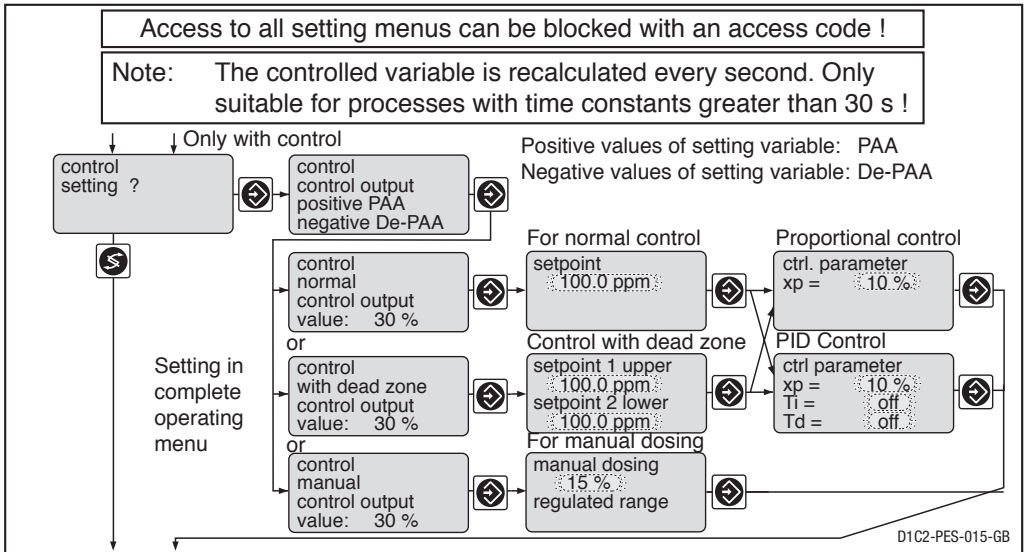 Access to all setting menus can be blocked with an access code !
Note: The controlled variable is recalculated every second. Only
suitable for processes with time constants greater than 30 s !
Only with control
Positive values of setting variable: PAA
Negative values of setting variable: De-PAA
control
setting ?
control
control output
positive PAA
negative De-PAA
For normal control
Proportional control
control
normal
control output
value: 30 %
setpoint
100.0 ppm
ctrl. parameter
xp = 10 %
or
Setting in
complete
operating
menu
Control with dead zone
PID Control
control
with dead zone
control output
value: 30 %
setpoint 1 upper
100.0 ppm
setpoint 2 lower
100.0 ppm
ctrl parameter
xp = 10 %
Ti = off
Td = off
or
For manual dosing
control
manual
control output
value: 30 %
manual dosing
15 %
regulated range
D1C2-PES-015-GB